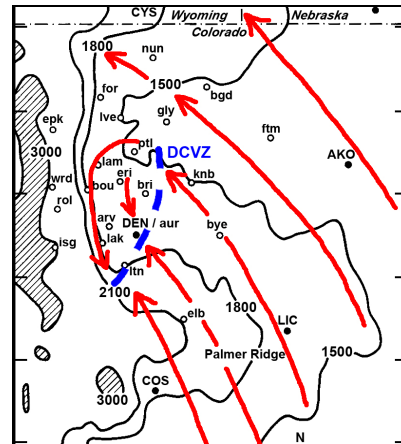 CYS Wyoming Nebraska
Colorado
1800 nun
1500
for bgd
lve gly
epk ftm
3000 ptl DCVZ
lam AKO
wrd eri knb
bou bri
rol
arv DEN / aur bye
isg lak
ltn
2100
elb 1800
LIC
Palmer Ridge 1500
3000 COS
N